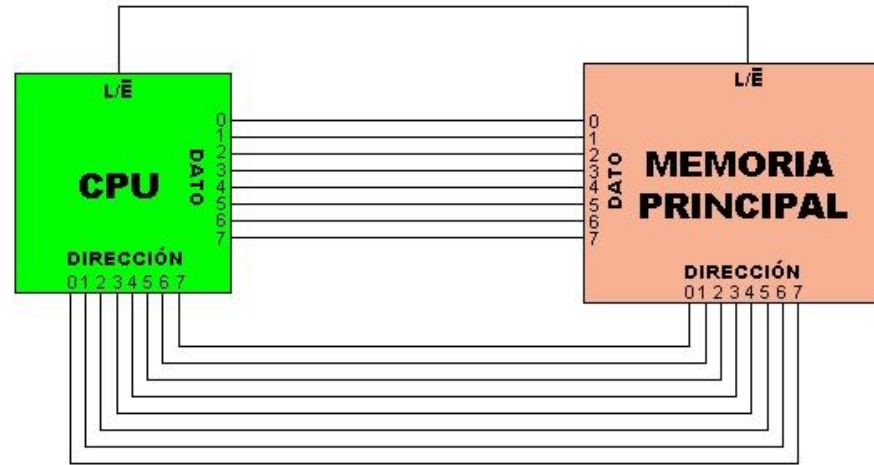 L/Ē
L/Ē
0
1
2
3
4
5
6
7
DATO
CPU
DIRECCIÓN
0 1 2 3 4 5 6 7
0
1
2
3
4
5
6
7
DATO
MEMORIA
PRINCIPAL
DIRECCIÓN
0 1 2 3 4 5 6 7